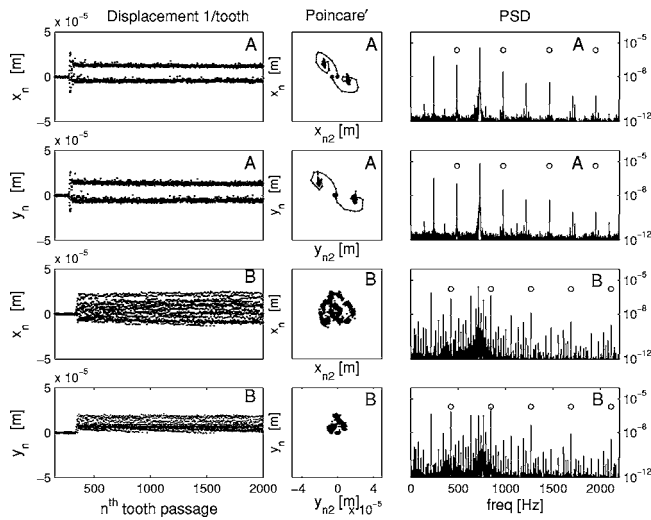 Displacement 1/tooth
Poincare′
PSD
x 10⁻⁵
5
0
−5
xₙ [m]
A
xₙ [m]
A
xₙ₂ [m]
A
10⁻⁵
10⁻⁸
10⁻¹²
x 10⁻⁵
5
0
−5
yₙ [m]
A
yₙ [m]
A
yₙ₂ [m]
A
10⁻⁵
10⁻⁸
10⁻¹²
x 10⁻⁵
5
0
−5
xₙ [m]
B
xₙ [m]
B
xₙ₂ [m]
B
10⁻⁵
10⁻⁸
10⁻¹²
x 10⁻⁵
5
0
−5
yₙ [m]
B
500 1000 1500 2000
nᵗʰ tooth passage
yₙ [m]
B
−5 0 5
yₙ₂ [m]
x 10⁻⁵
B
10⁻⁵
10⁻⁸
10⁻¹²
0 500 1000 1500 2000
freq [Hz]